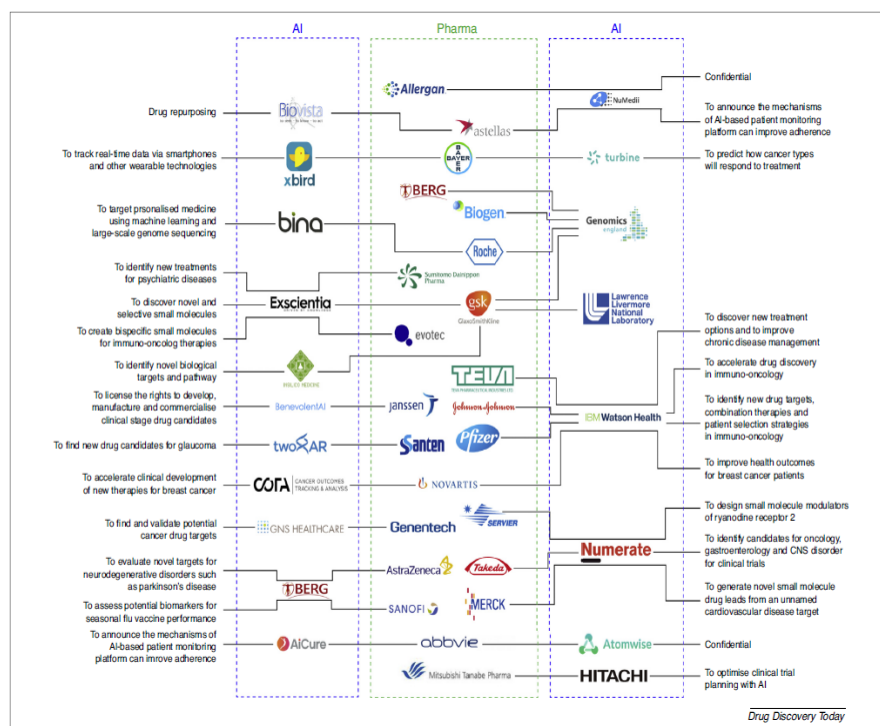 AI
Pharma
AI
Allergan
Confidential
Drug repurposing
Biovista
astellas
NuMedii
To announce the mechanisms
of AI-based patient monitoring
platform can improve adherence
To track real-time data via smartphones
and other wearable technologies
xbird
BAYER
BAYER
turbine
To predict how cancer types
will respond to treatment
BERG
Biogen
Genomics
england
To target prsonalised medicine
using machine learning and
large-scale genome sequencing
bina
Roche
To identify new treatments
for psychiatric diseases
Sumitomo Dainippon
Pharma
To discover novel and
selective small molecules
Exscientia
gsk
GlaxoSmithKline
Lawrence
Livermore
National
Laboratory
To create bispecific small molecules
for immuno-oncolog therapies
evotec
To discover new treatment
options and to improve
chronic disease management
To identify novel biological
targets and pathway
TEVA
To accelerate drug discovery
in immuno-oncology
To license the rights to develop,
manufacture and commercialise
clinical stage drug candidates
BenevolentAI
janssen
Johnson&Johnson
IBM Watson Health
To identify new drug targets,
combination therapies and
patient selection strategies
in immuno-oncology
To find new drug candidates for glaucoma
twoXAR
Santen
Pfizer
To improve health outcomes
for breast cancer patients
To accelerate clinical development
of new therapies for breast cancer
COTA
CANCER OUTCOMES
TRACKING & ANALYSIS
NOVARTIS
To find and validate potential
cancer drug targets
GNS HEALTHCARE
Genentech
SERVIER
To design small molecule modulators
of ryanodine receptor 2
To evaluate novel targets for
neurodegenerative disorders such
as parkinson's disease
BERG
AstraZeneca
Takeda
Numerate
To identify candidates for oncology,
gastroenterology and CNS disorder
for clinical trials
To assess potential biomarkers for
seasonal flu vaccine performance
SANOFI
MERCK
To generate novel small molecule
drug leads from an unnamed
cardiovascular disease target
To announce the mechanisms of
AI-based patient monitoring
platform can imrove adherence
AiCure
abbvie
Atomwise
Confidential
Mitsubishi Tanabe Pharma
HITACHI
To optimise clinical trial
planning with AI
Drug Discovery Today